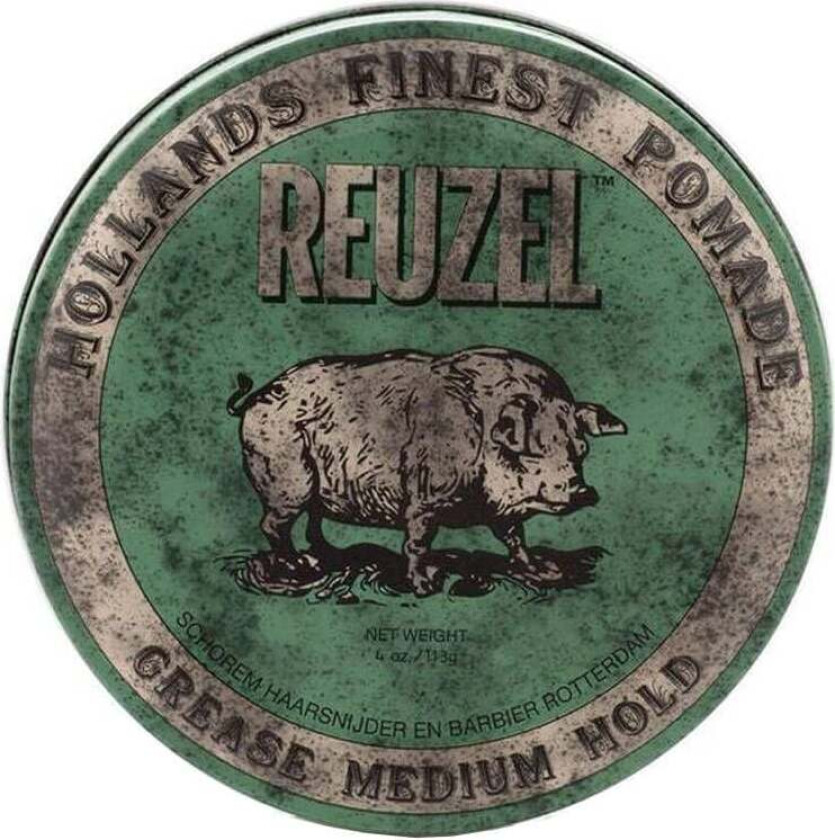 HOLLANDS FINEST POMADE
REUZEL™
NET WEIGHT
4 oz./113g
SCHOREM HAARSNIJDER EN BARBIER ROTTERDAM
GREASE MEDIUM HOLD